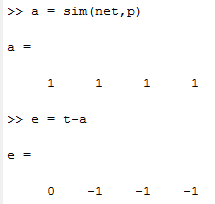 >> a = sim(net,p)
a =
1 1 1 1
>> e = t-a
e =
0 -1 -1 -1